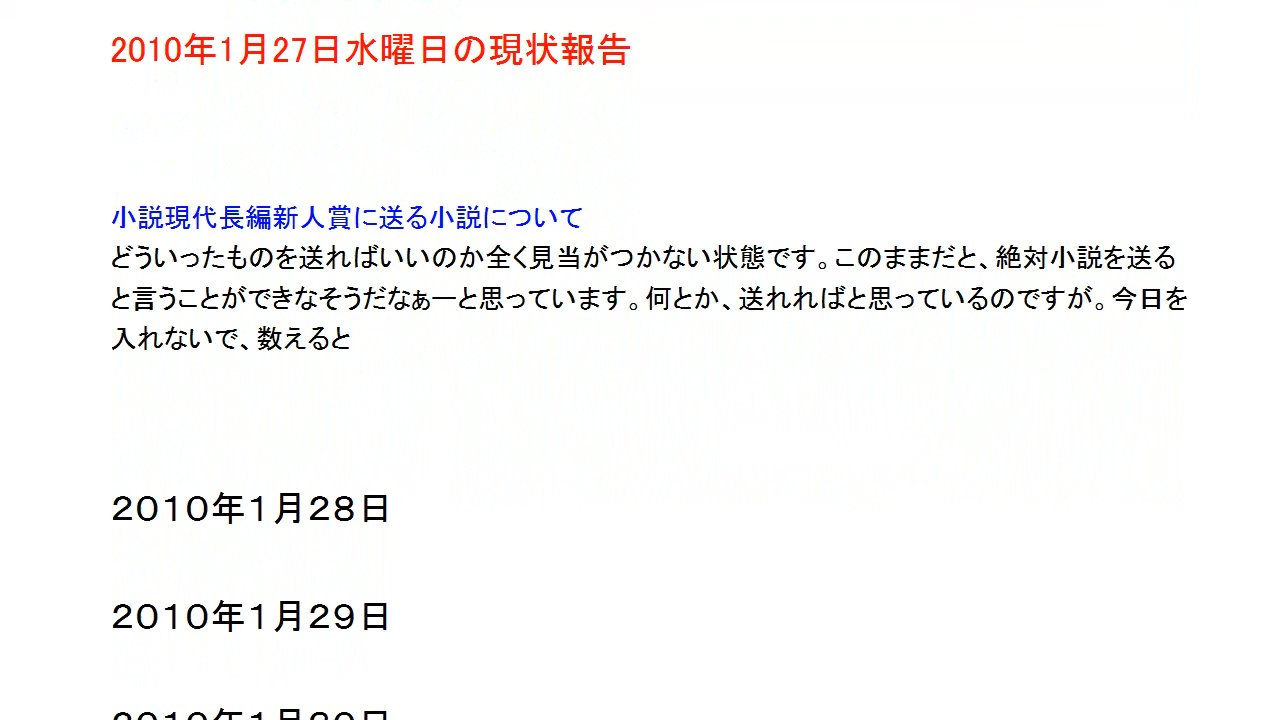 2010年1月27日水曜日の現状報告
小説現代長編新人賞に送る小説について
どういったものを送ればいいのか全く見当がつかない状態です。このままだと、絶対小説を送る
と言うことができなそうだなぁーと思っています。何とか、送れればと思っているのですが。今日を
入れないで、数えると
２０１０年１月２８日
２０１０年１月２９日